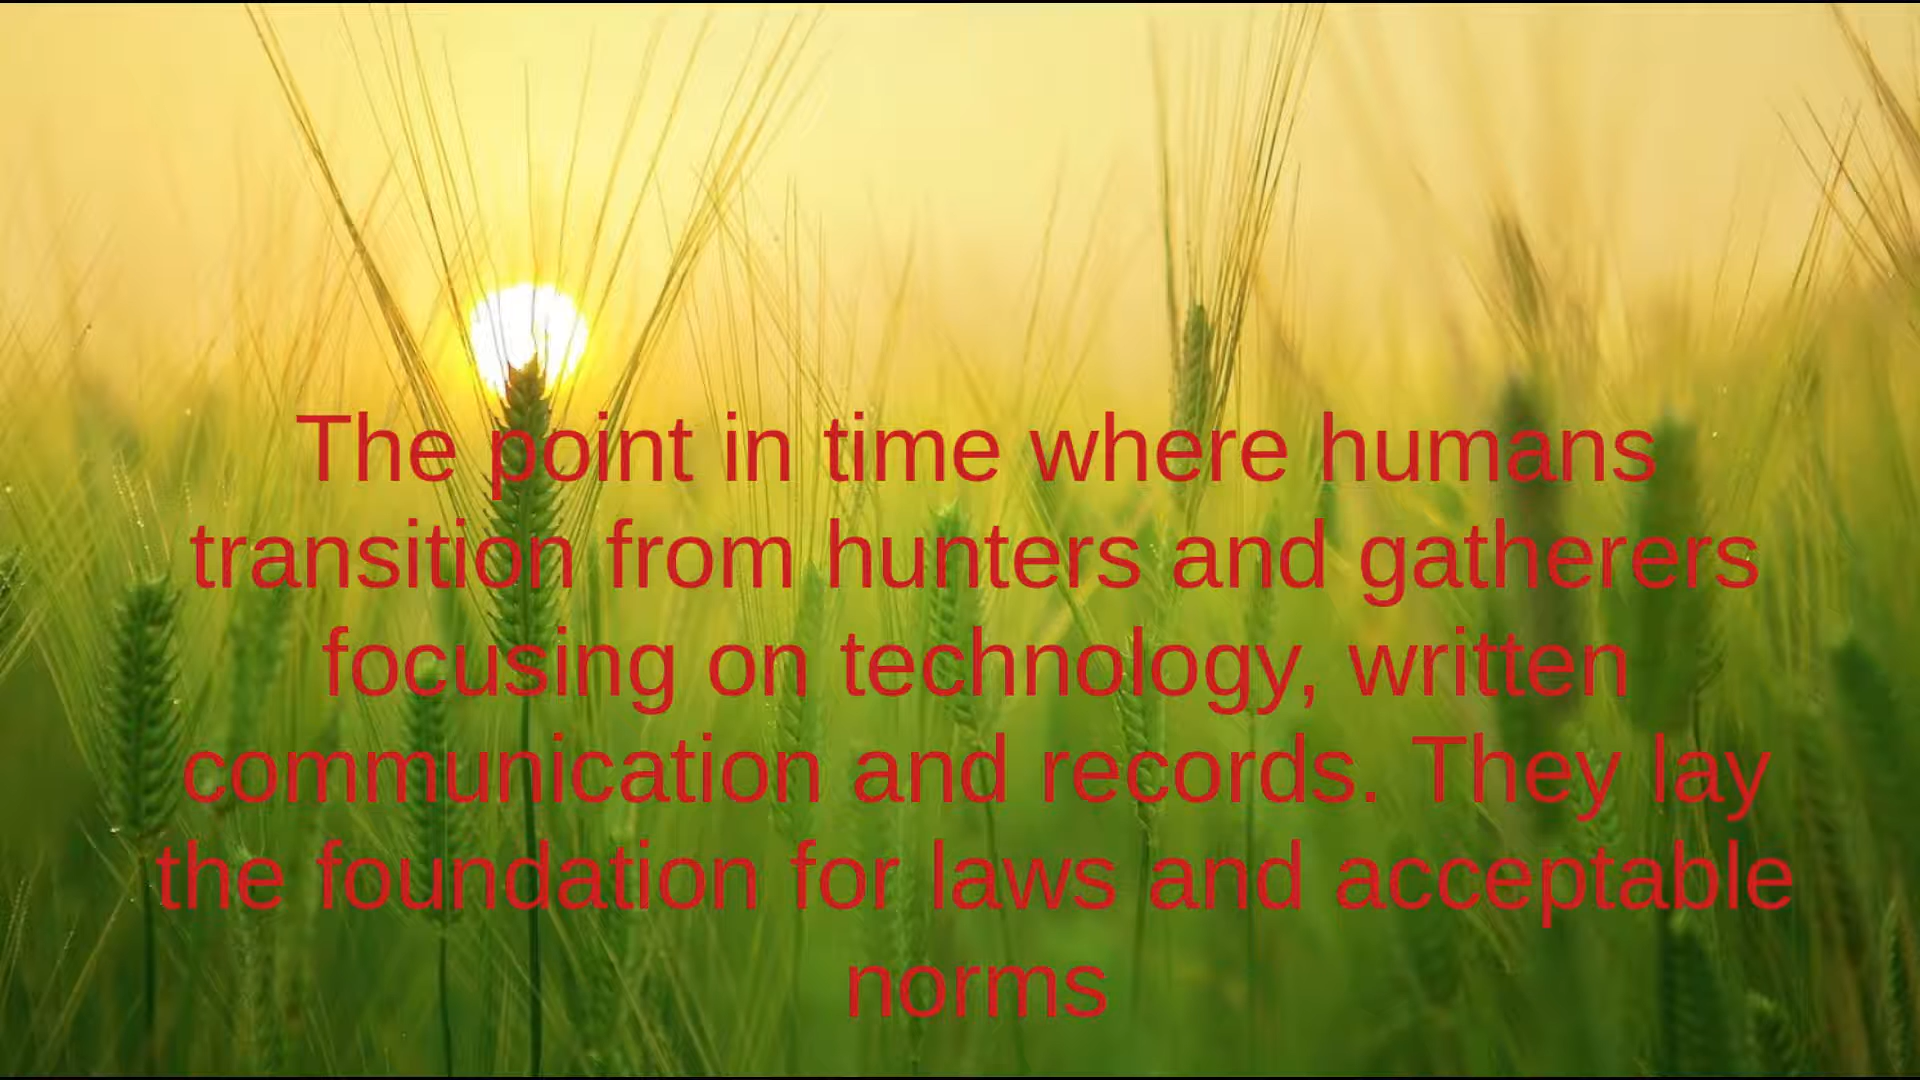 The point in time where humans
transition from hunters and gatherers
focusing on technology, written
communication and records. They lay
the foundation for laws and acceptable
norms